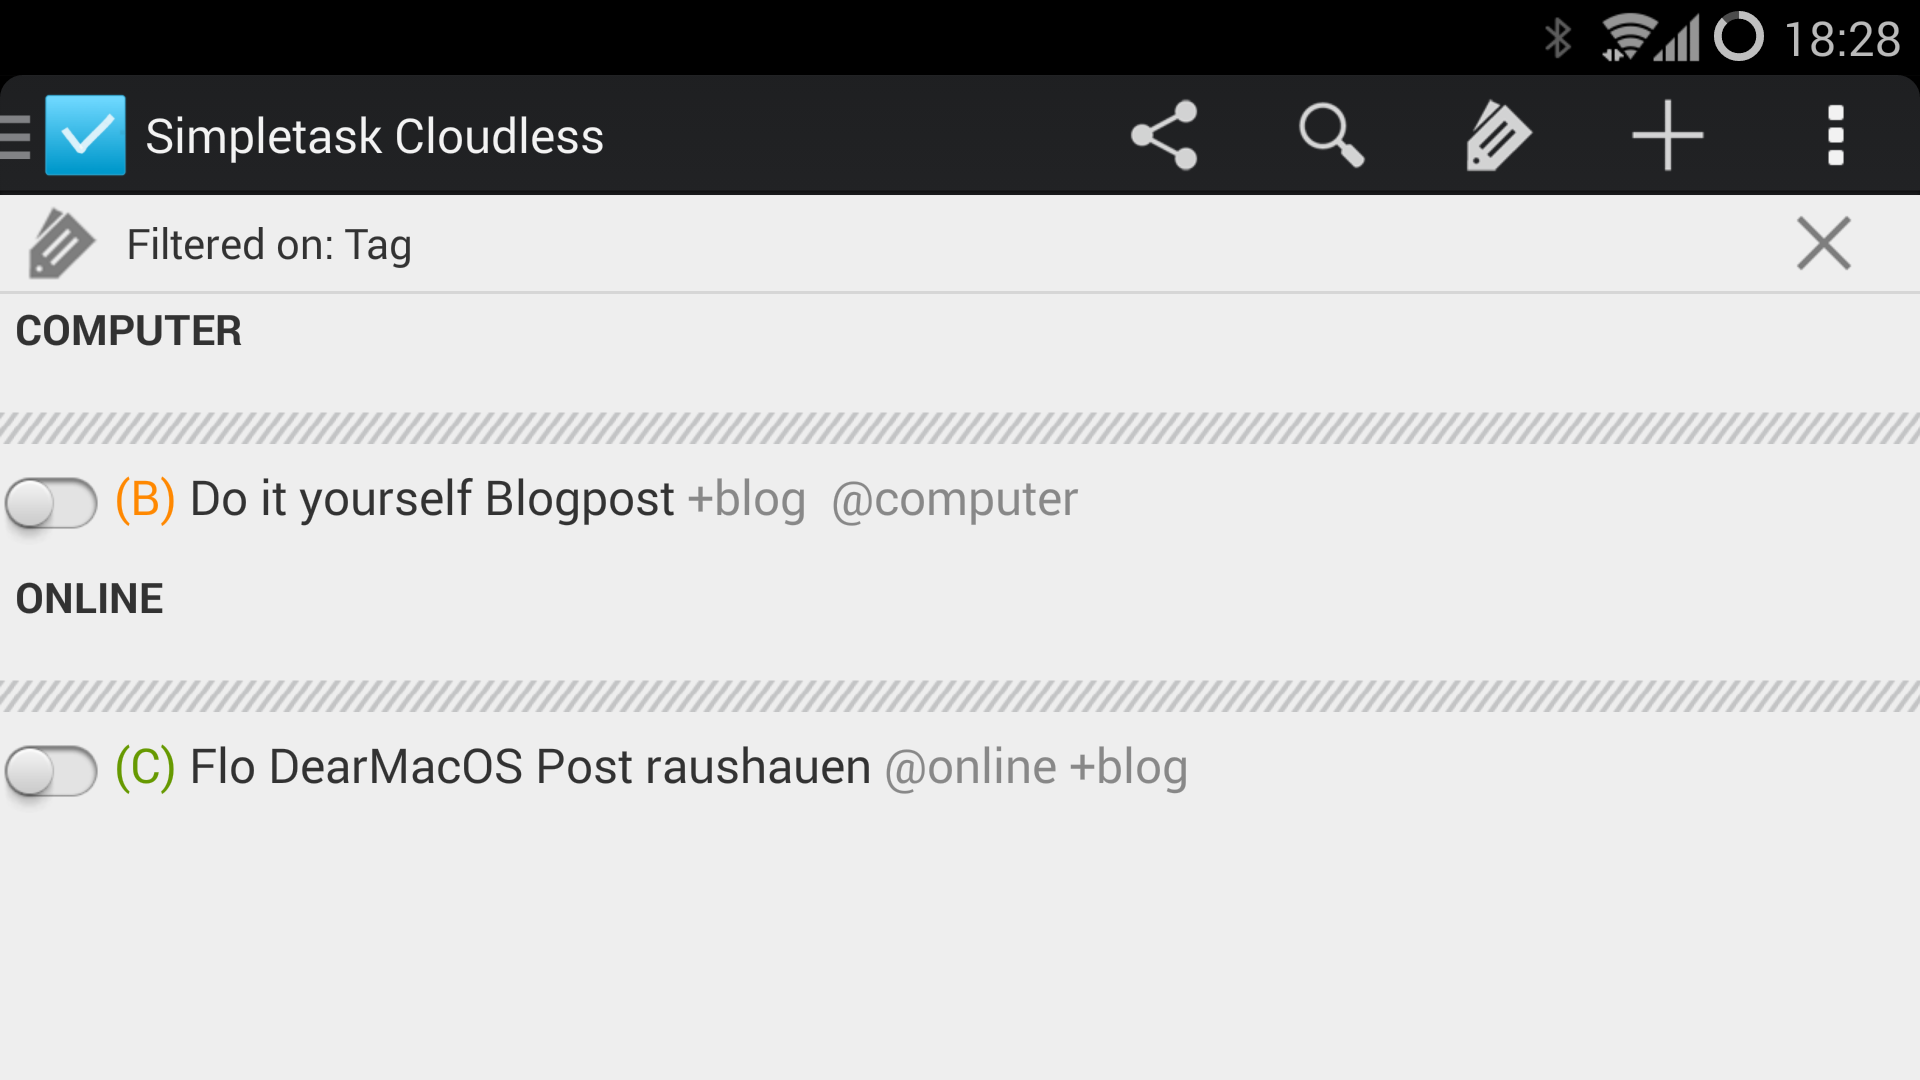 18:28
Simpletask Cloudless
Filtered on: Tag
COMPUTER
(B) Do it yourself Blogpost +blog @computer
ONLINE
(C) Flo DearMacOS Post raushauen @online +blog